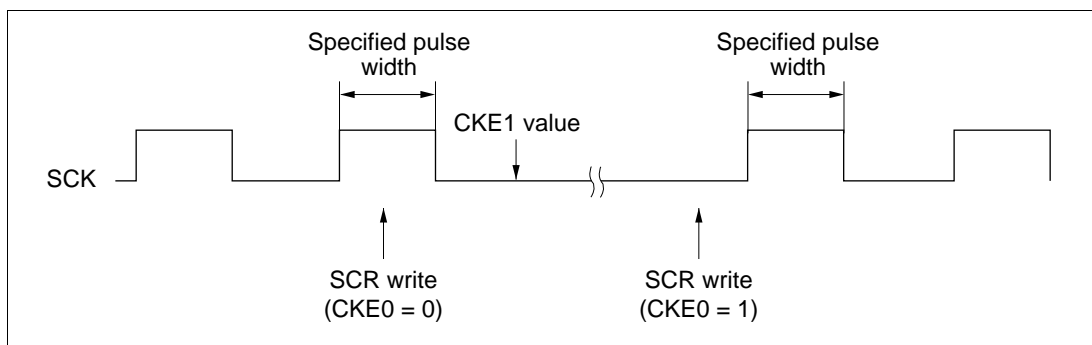 Specified pulse
width
Specified pulse
width
CKE1 value
SCK
SCR write
(CKE0 = 0)
SCR write
(CKE0 = 1)